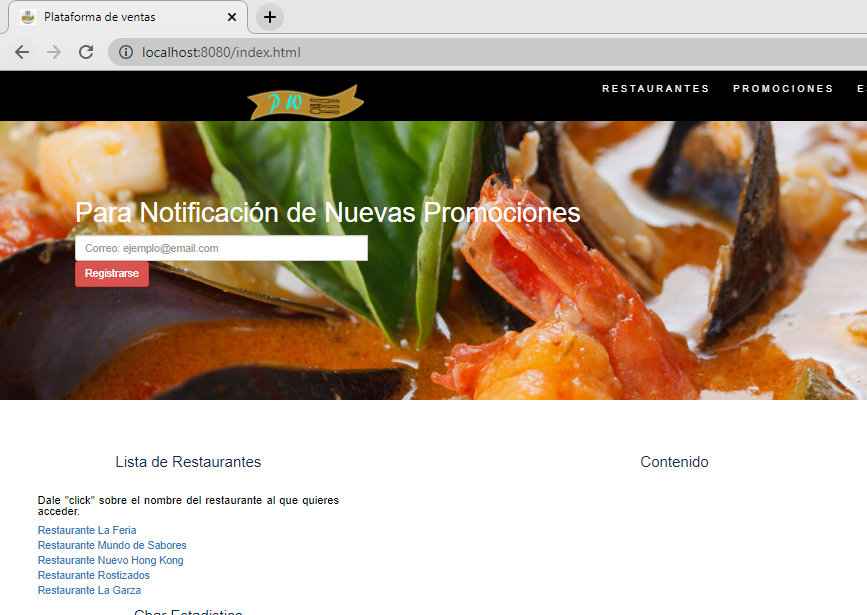 Plataforma de ventas
localhost:8080/index.html
P W
RESTAURANTES PROMOCIONES E
Para Notificación de Nuevas Promociones
Correo: ejemplo@email.com
Registrarse
Lista de Restaurantes
Contenido
Dale "click" sobre el nombre del restaurante al que quieres
acceder.
Restaurante La Feria
Restaurante Mundo de Sabores
Restaurante Nuevo Hong Kong
Restaurante Rostizados
Restaurante La Garza
Char Estadistico